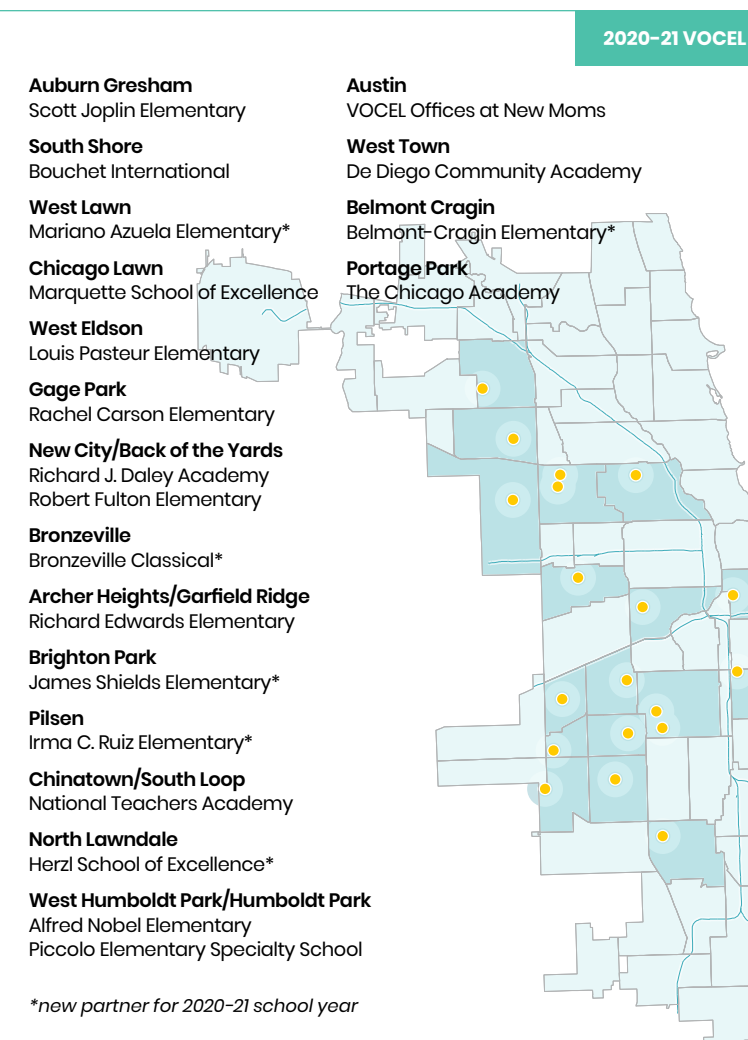 2020-21 VOCEL
Auburn Gresham
Scott Joplin Elementary
South Shore
Bouchet International
West Lawn
Mariano Azuela Elementary*
Chicago Lawn
Marquette School of Excellence
West Eldson
Louis Pasteur Elementary
Gage Park
Rachel Carson Elementary
New City/Back of the Yards
Richard J. Daley Academy
Robert Fulton Elementary
Bronzeville
Bronzeville Classical*
Archer Heights/Garfield Ridge
Richard Edwards Elementary
Brighton Park
James Shields Elementary*
Pilsen
Irma C. Ruiz Elementary*
Chinatown/South Loop
National Teachers Academy
North Lawndale
Herzl School of Excellence*
West Humboldt Park/Humboldt Park
Alfred Nobel Elementary
Piccolo Elementary Specialty School
*new partner for 2020-21 school year
Austin
VOCEL Offices at New Moms
West Town
De Diego Community Academy
Belmont Cragin
Belmont-Cragin Elementary*
Portage Park
The Chicago Academy